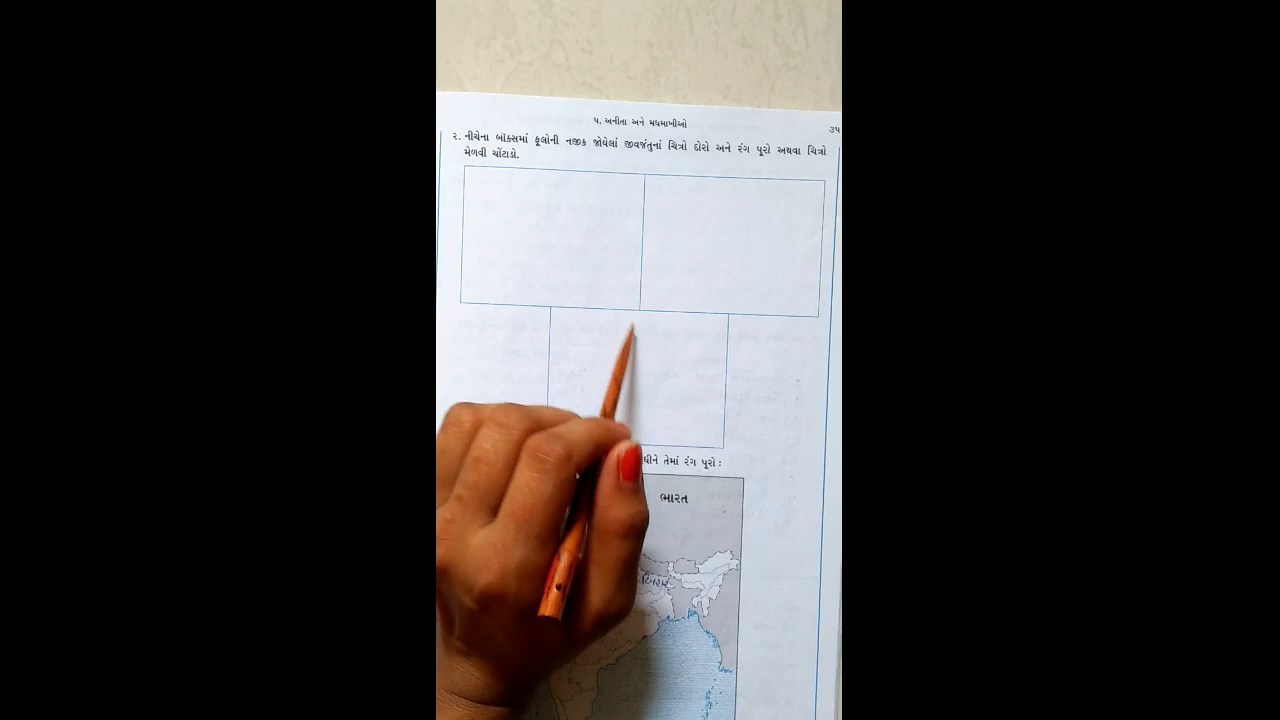 ૫. અનીતા અને મધમાખીઓ
૩૫
૨. નીચેના બૉક્સમાં ફૂલોની નજીક જોયેલાં જીવજંતુનાં ચિત્રો દોરો અને રંગ પૂરો અથવા ચિત્રો
મેળવી ચોંટાડો.
તેમાં રંગ પૂરો :
ભારત
બિહાર